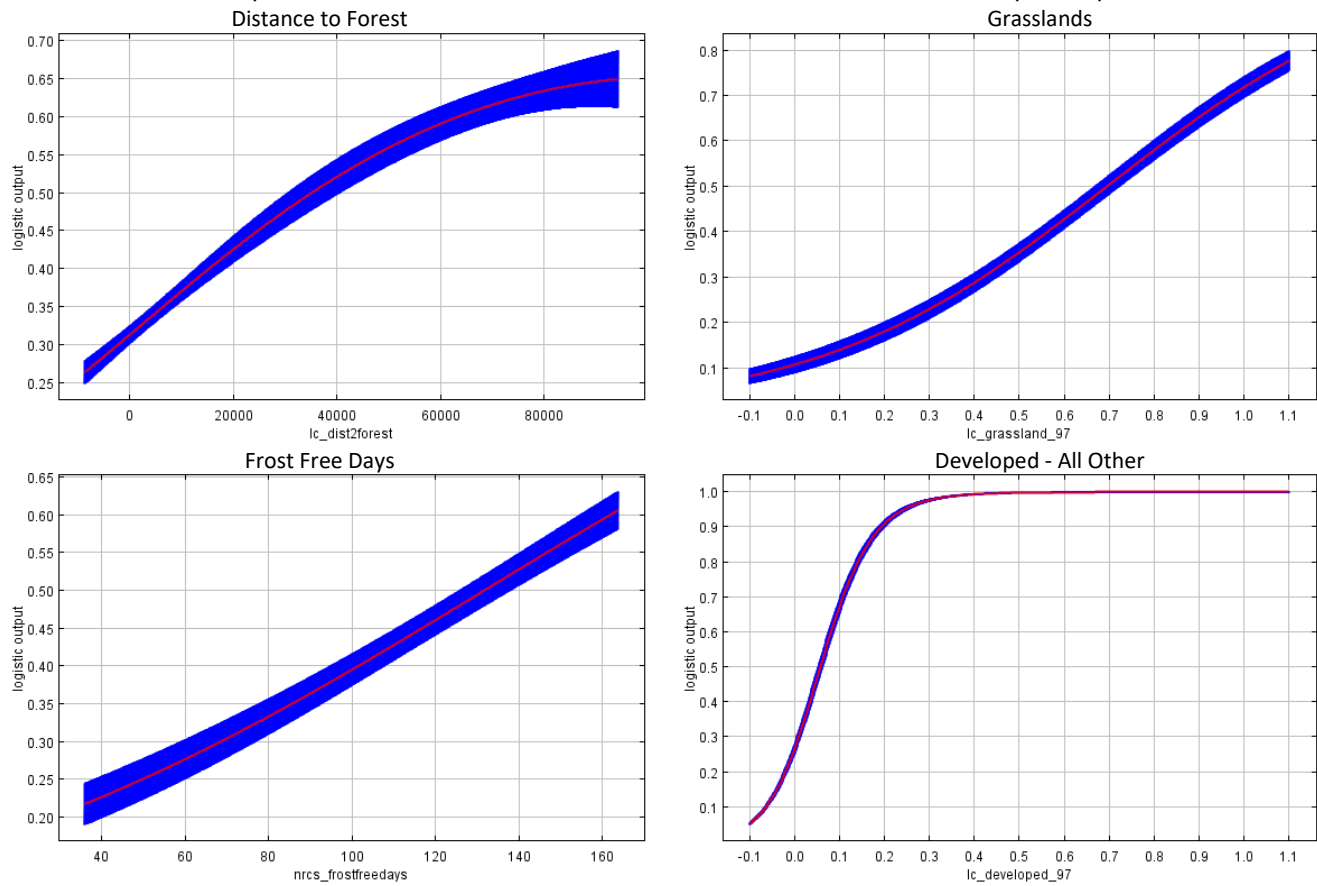 Distance to Forest
0.70
0.65
0.60
0.55
0.50
0.45
0.40
0.35
0.30
0.25
logistic output
0 20000 40000 60000 80000
lc_dist2forest
Grasslands
0.8
0.7
0.6
0.5
0.4
0.3
0.2
0.1
logistic output
-0.1 0.0 0.1 0.2 0.3 0.4 0.5 0.6 0.7 0.8 0.9 1.0 1.1
lc_grassland_97
Frost Free Days
0.65
0.60
0.55
0.50
0.45
0.40
0.35
0.30
0.25
0.20
logistic output
40 60 80 100 120 140 160
nrcs_frostfreedays
Developed - All Other
1.0
0.9
0.8
0.7
0.6
0.5
0.4
0.3
0.2
0.1
logistic output
-0.1 0.0 0.1 0.2 0.3 0.4 0.5 0.6 0.7 0.8 0.9 1.0 1.1
lc_developed_97